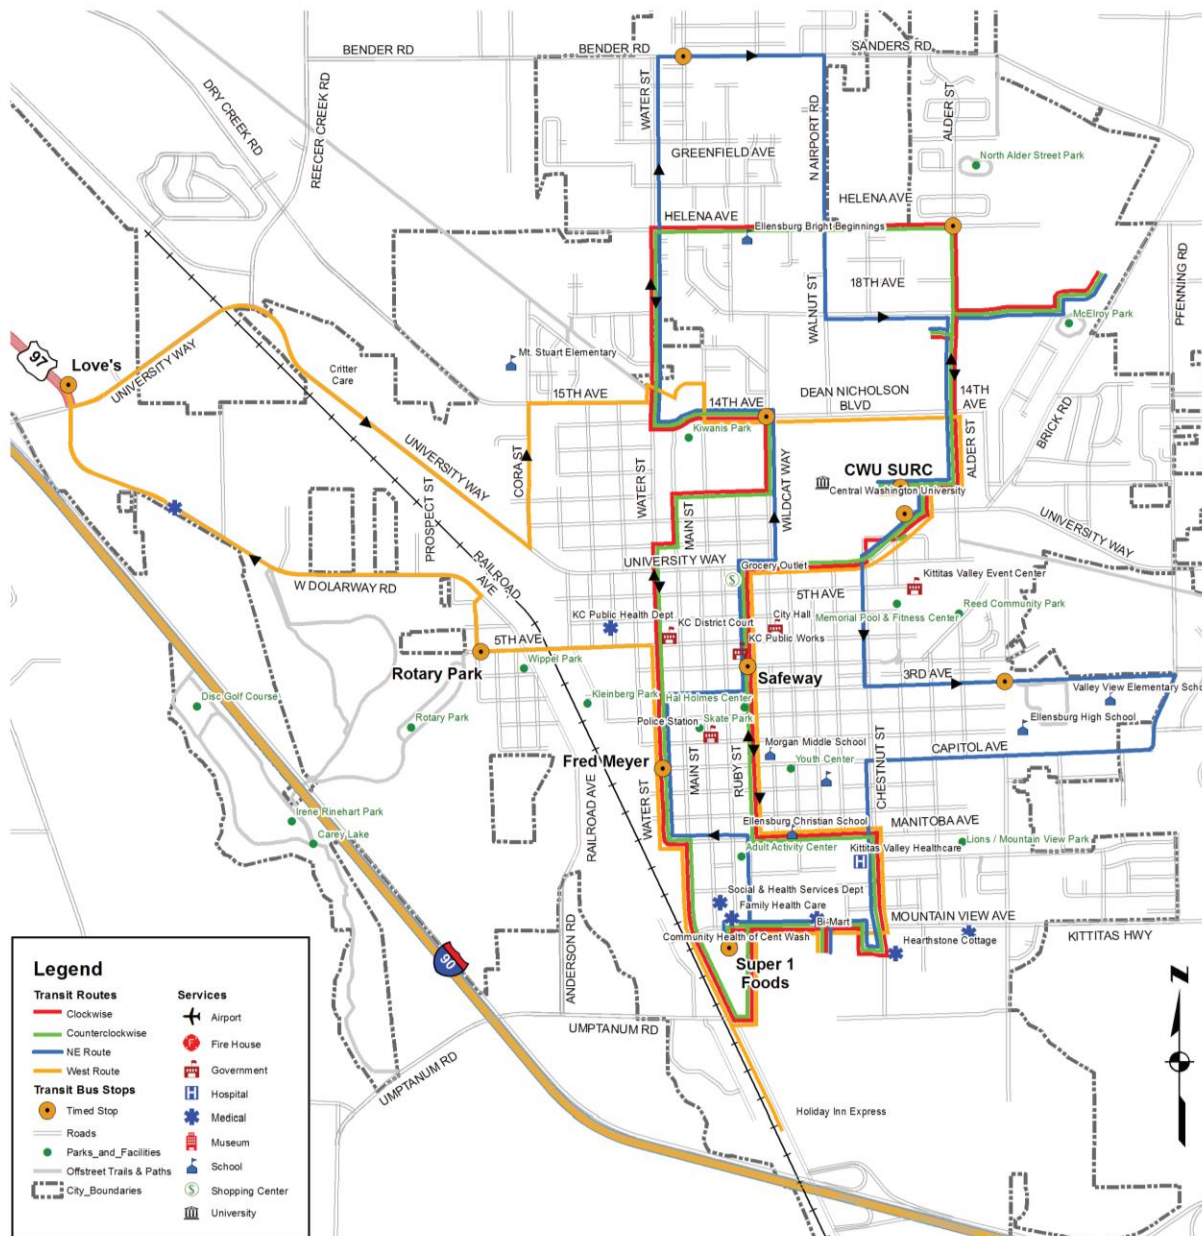 BENDER RD
BENDER RD
SANDERS RD
DRY CREEK RD
REECER CREEK RD
WATER ST
N AIRPORT RD
ALDER ST
GREENFIELD AVE
North Alder Street Park
HELENA AVE
HELENA AVE
Ellensburg Bright Beginnings
PFENNING RD
18TH AVE
WALNUT ST
McElroy Park
97
Love's
UNIVERSITY WAY
Critter
Care
Mt. Stuart Elementary
15TH AVE
14TH AVE
DEAN NICHOLSON
BLVD
14TH
AVE
BRICK RD
Kiwanis Park
UNIVERSITY WAY
CORA ST
PROSPECT ST
WATER ST
MAIN ST
WILDCAT WAY
CWU SURC
Central Washington University
ALDER ST
UNIVERSITY WAY
RAILROAD
AVE
UNIVERSITY WAY
Grocery Outlet
W DOLARWAY RD
5TH AVE
Kittitas Valley Event Center
Reed Community Park
Memorial Pool & Fitness Center
KC Public Health Dept
KC District Court
City Hall
KC Public Works
5TH AVE
Rotary Park
Wippel Park
Safeway
3RD AVE
Valley View Elementary Scho
Disc Golf Course
Rotary Park
Kleinberg Park
Hal Holmes Center
Police Station
Skate Park
Ellensburg High School
Morgan Middle School
CAPITOL AVE
Fred Meyer
MAIN ST
RUBY ST
Youth Center
CHESTNUT ST
WATER ST
RAILROAD AVE
Irene Rinehart Park
Carey Lake
Ellensburg Christian School
MANITOBA AVE
Adult Activity Center
Kittitas Valley Healthcare
Lions / Mountain View Park
Social & Health Services Dept
Family Health Care
Bi-Mart
MOUNTAIN VIEW AVE
KITTITAS HWY
Community Health of Cent Wash
Hearthstone Cottage
Super 1
Foods
ANDERSON RD
90
UMPTANUM RD
UMPTANUM RD
Holiday Inn Express
N
Legend
Transit Routes
Clockwise
Counterclockwise
NE Route
West Route
Transit Bus Stops
Timed Stop
Roads
Parks_and_Facilities
Offstreet Trails & Paths
City_Boundaries
Services
Airport
F
Fire House
Government
H
Hospital
Medical
Museum
School
S
Shopping Center
University